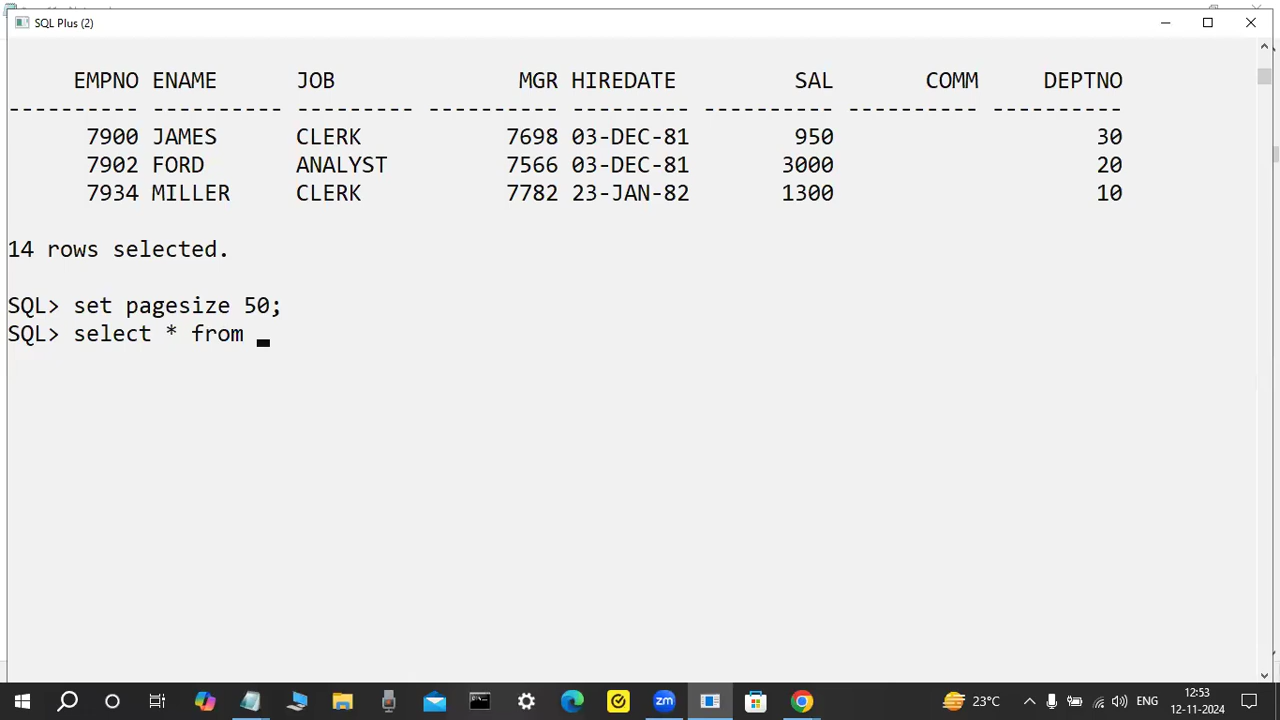 SQL Plus (2)
     EMPNO ENAME      JOB              MGR HIREDATE         SAL       COMM     DEPTNO
---------- ---------- --------- ---------- --------- ---------- ---------- ----------
      7900 JAMES      CLERK           7698 03-DEC-81        950                    30
      7902 FORD       ANALYST         7566 03-DEC-81       3000                    20
      7934 MILLER     CLERK           7782 23-JAN-82       1300                    10
14 rows selected.
SQL> set pagesize 50;
SQL> select * from _
zm
23°C
ENG
12:53
12-11-2024